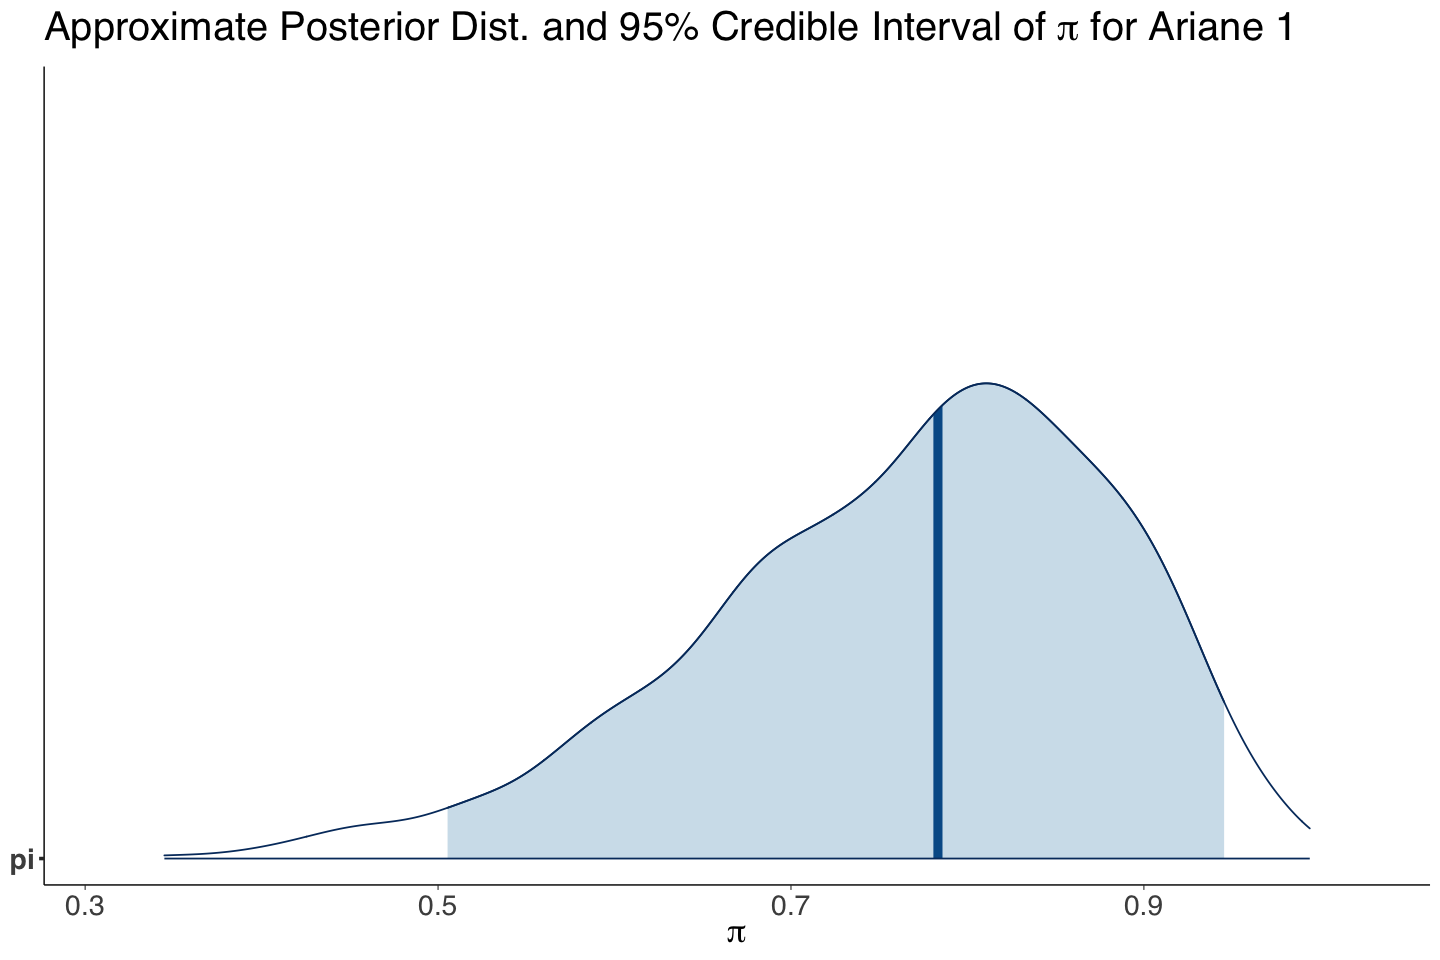 Approximate Posterior Dist. and 95% Credible Interval of π for Ariane 1
pi
0.3 0.5 0.7 0.9
π